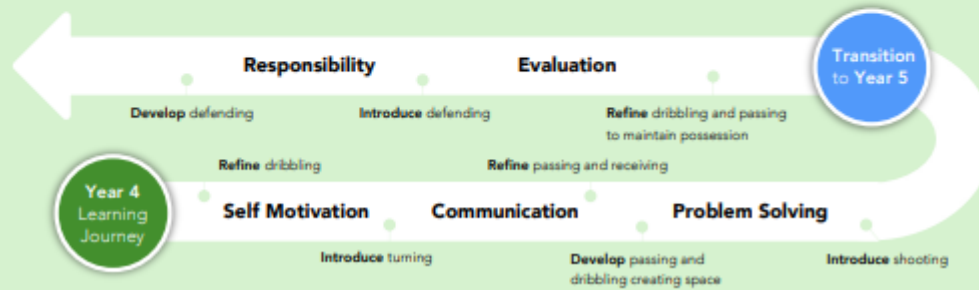 Responsibility
Evaluation
Transition
to Year 5
Develop defending
Introduce defending
Refine dribbling and passing
to maintain possession
Refine dribbling
Refine passing and receiving
Year 4
Learning
Journey
Self Motivation
Communication
Problem Solving
Introduce turning
Develop passing and
dribbling creating space
Introduce shooting